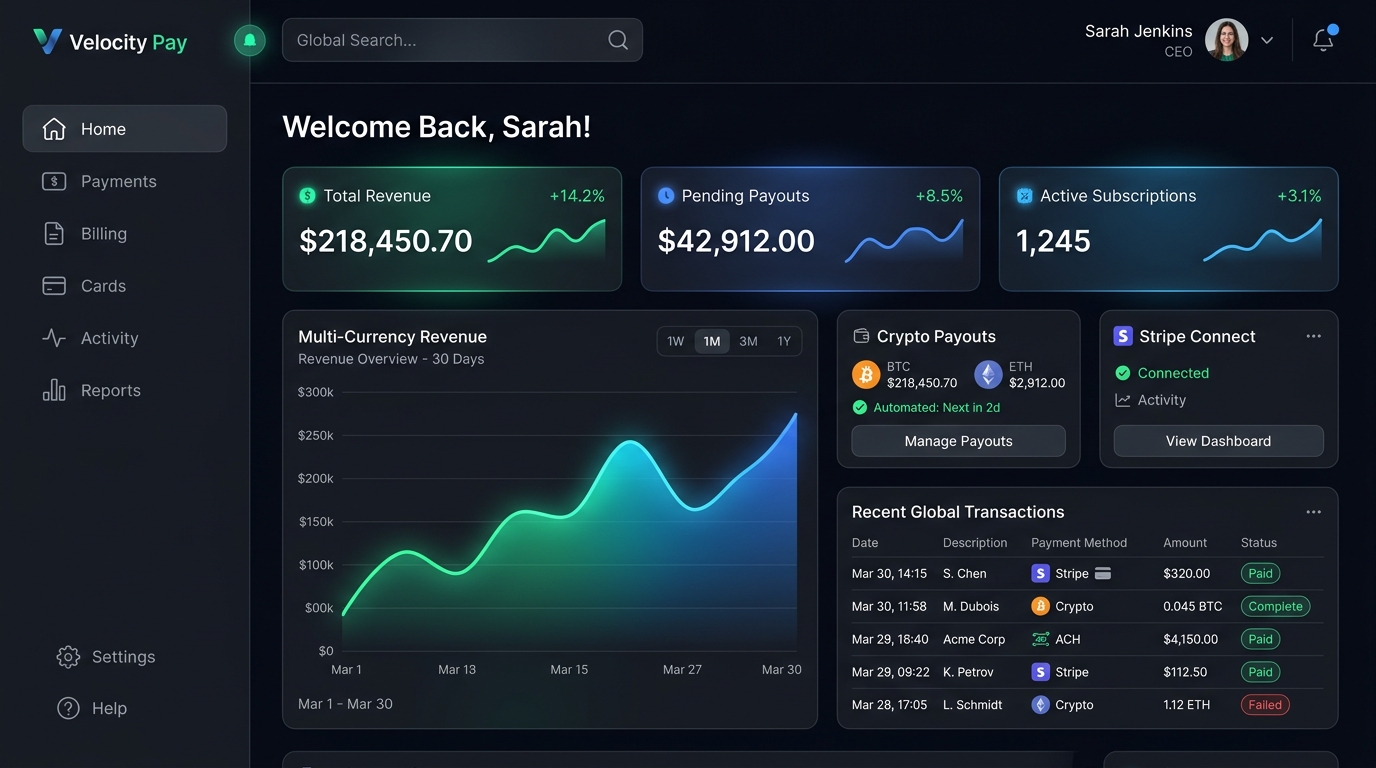 Velocity Pay
Global Search...
Sarah Jenkins
CEO
Home
Payments
Billing
Cards
Activity
Reports
Settings
Help
Welcome Back, Sarah!
Total Revenue +14.2%
$218,450.70
Pending Payouts +8.5%
$42,912.00
Active Subscriptions +3.1%
1,245
Multi-Currency Revenue
Revenue Overview - 30 Days
1W 1M 3M 1Y
$300k
$250k
$200k
$150k
$100k
$00k
$0
Mar 1 Mar 13 Mar 15 Mar 27 Mar 30
Mar 1 - Mar 30
Crypto Payouts
BTC
$218,450.70
ETH
$2,912.00
Automated: Next in 2d
Manage Payouts
S Stripe Connect
Connected
Activity
View Dashboard
Recent Global Transactions
Date Description Payment Method Amount Status
Mar 30, 14:15 S. Chen S Stripe $320.00 Paid
Mar 30, 11:58 M. Dubois Crypto 0.045 BTC Complete
Mar 29, 18:40 Acme Corp ACH $4,150.00 Paid
Mar 29, 09:22 K. Petrov S Stripe $112.50 Paid
Mar 28, 17:05 L. Schmidt Crypto 1.12 ETH Failed